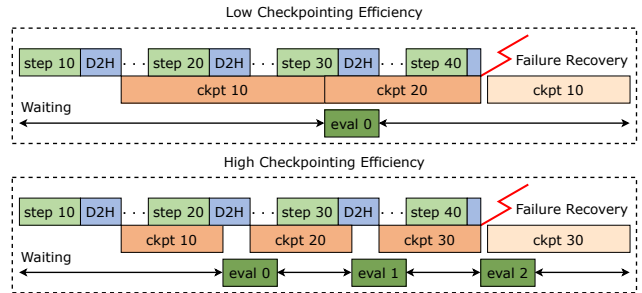 Low Checkpointing Efficiency
step 10 D2H ... step 20 D2H ... step 30 D2H ... step 40 Failure Recovery
ckpt 10 ckpt 20 ckpt 10
Waiting
eval 0
High Checkpointing Efficiency
step 10 D2H ... step 20 D2H ... step 30 D2H ... step 40 Failure Recovery
ckpt 10 ckpt 20 ckpt 30 ckpt 30
Waiting
eval 0 eval 1 eval 2